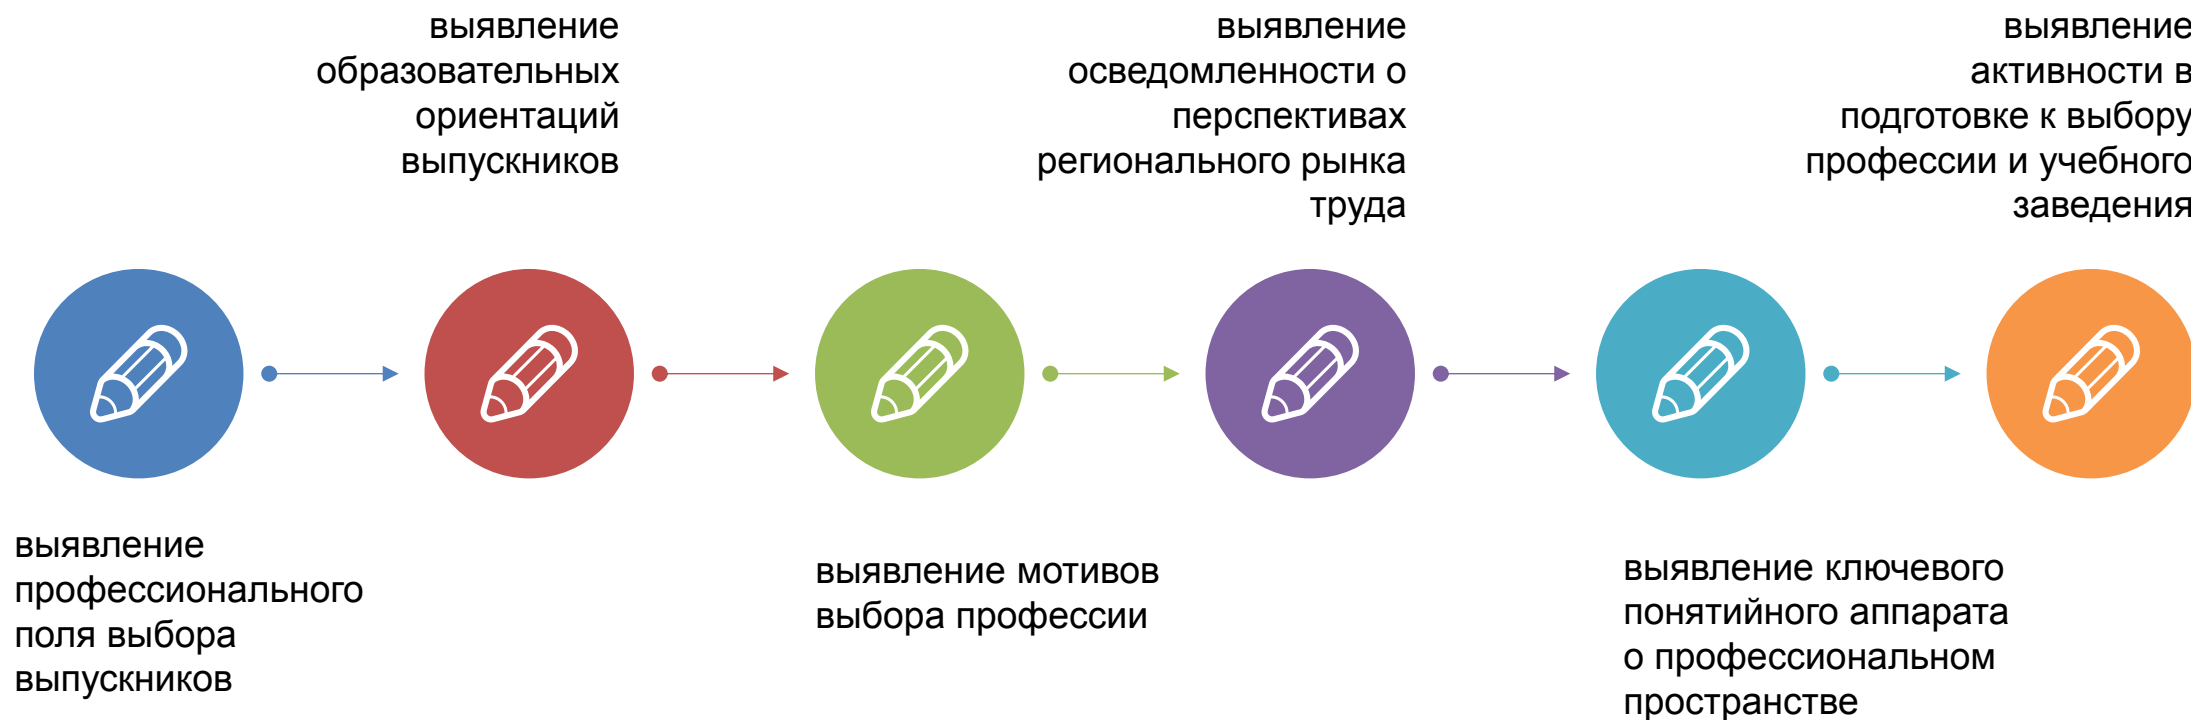 выявление
профессионального
поля выбора
выпускников
выявление
образовательных
ориентаций
выпускников
выявление мотивов
выбора профессии
выявление
осведомленности о
перспективах
регионального рынка
труда
выявление ключевого
понятийного аппарата
о профессиональном
пространстве
выявление
активности в
подготовке к выбору
профессии и учебного
заведения